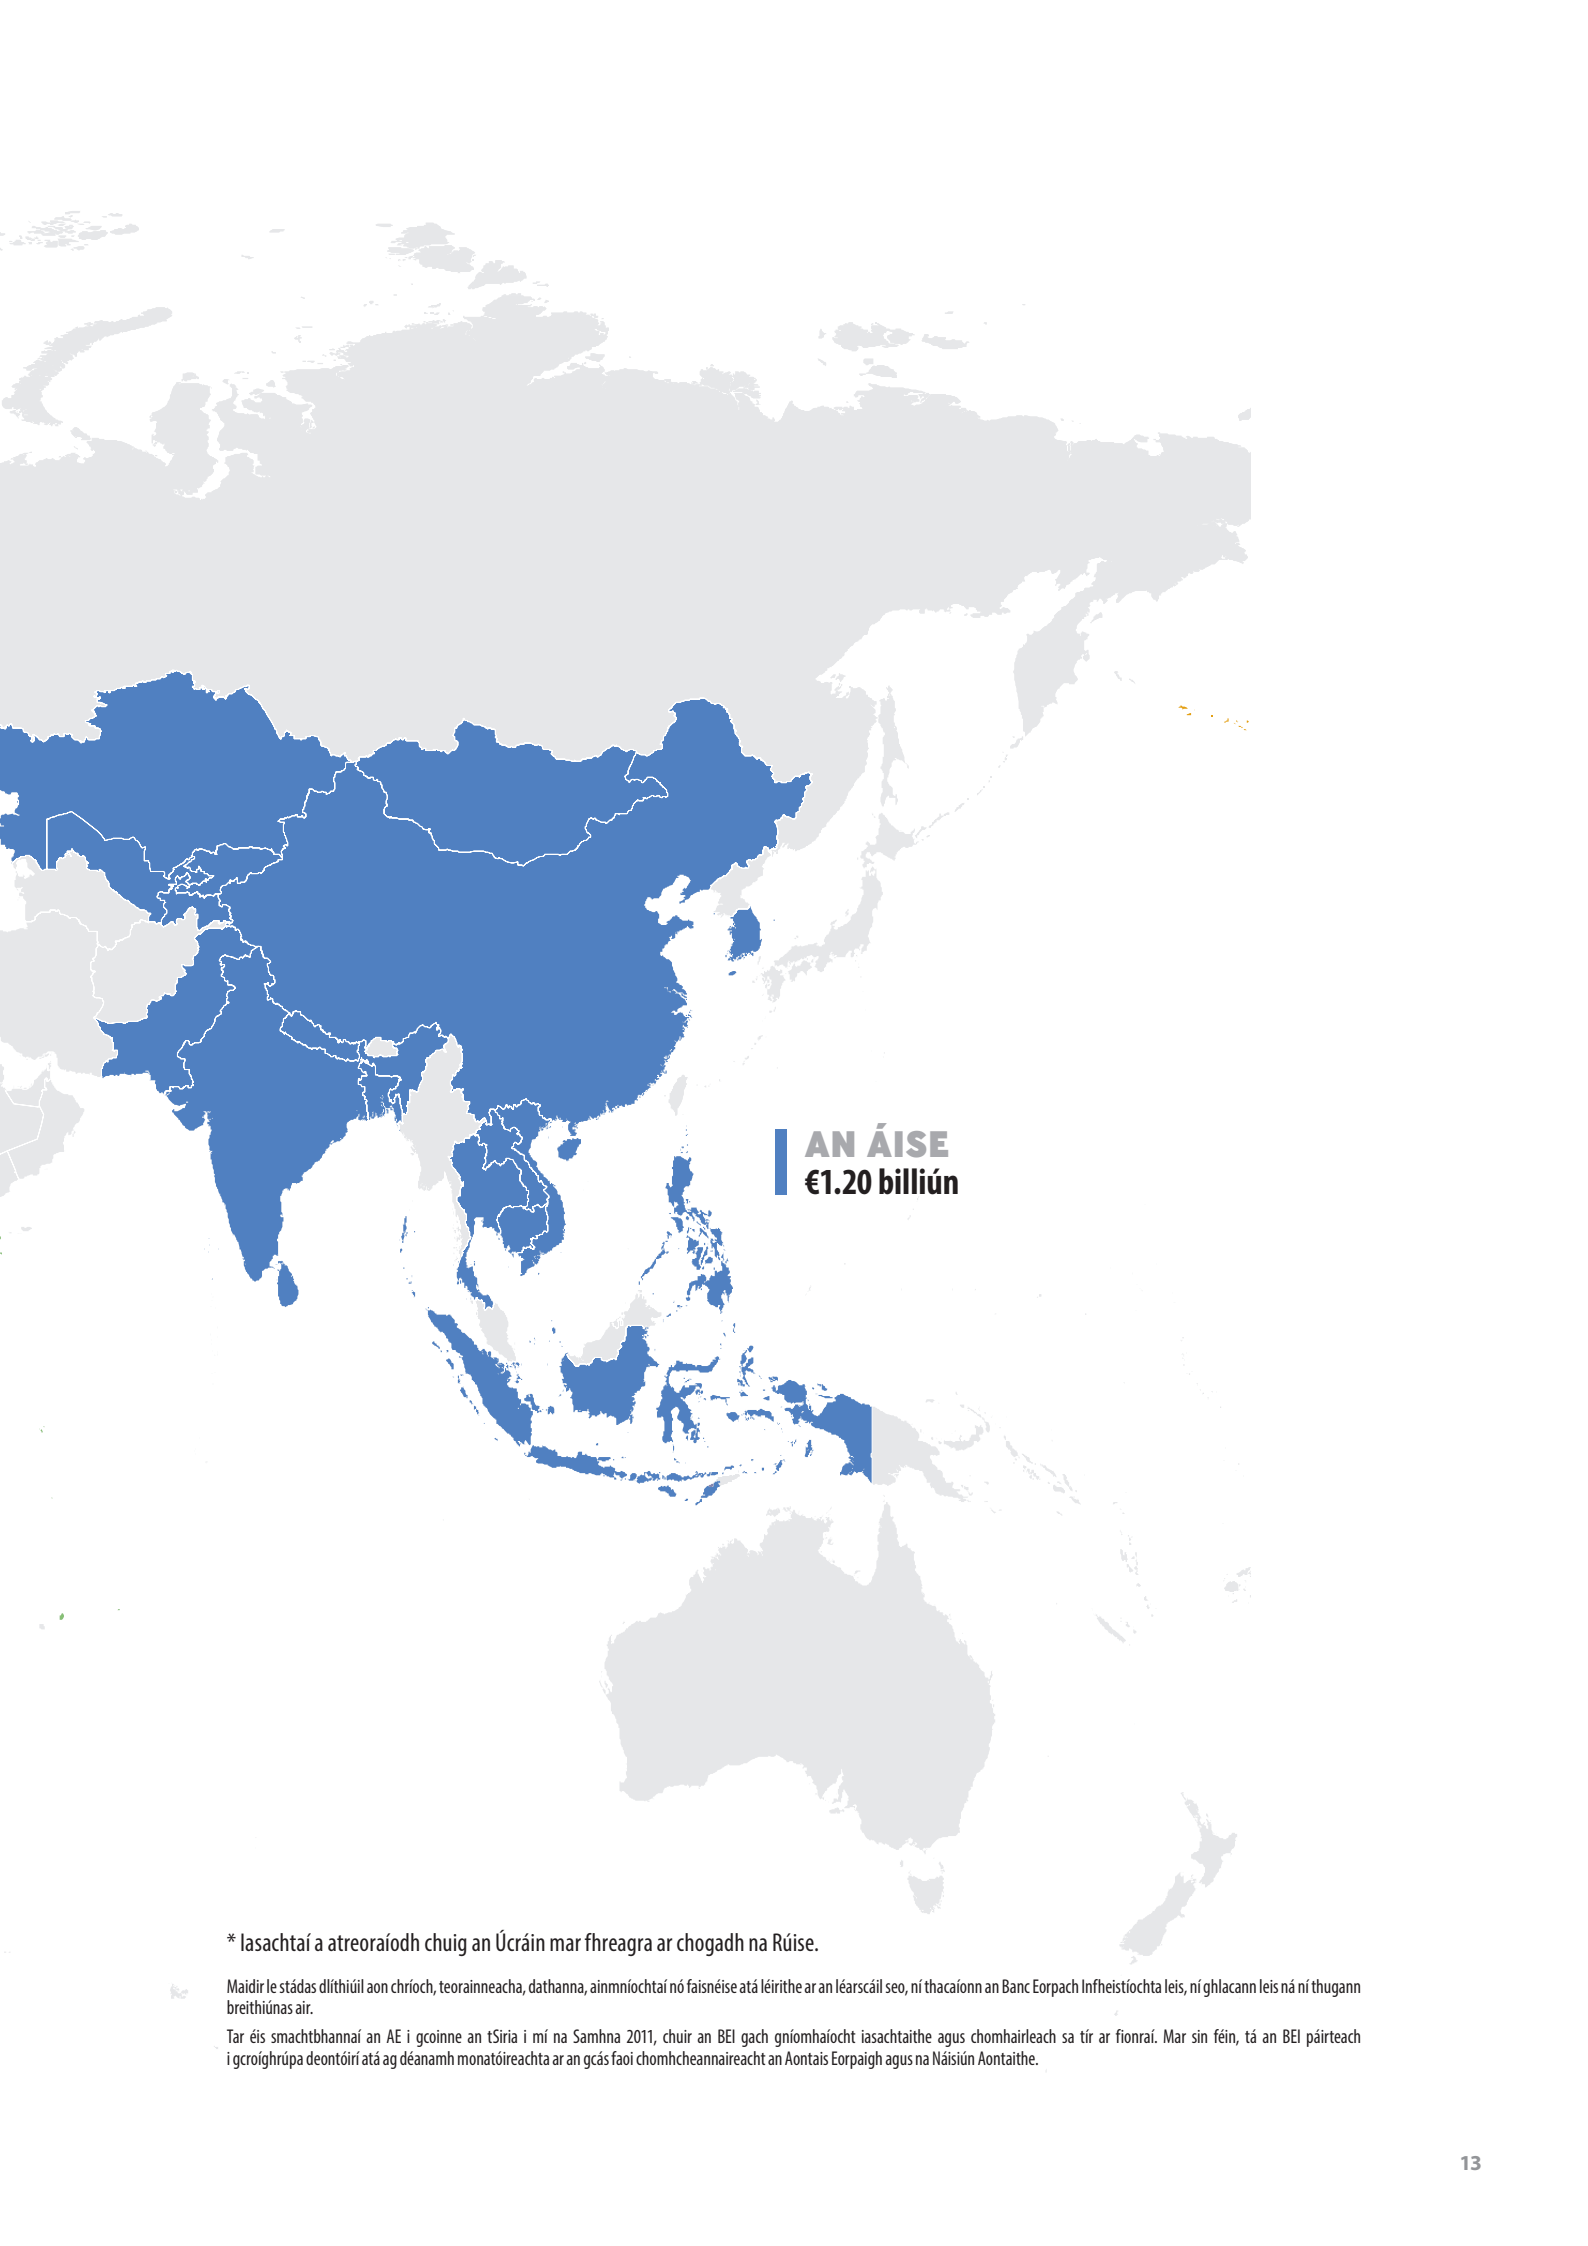 AN ÁISE
€1.20 billiún
* Iasachtaí a atreoraíodh chuig an Úcráin mar fhreagra ar chogadh na Rúise.
Maidir le stádas dlíthiúil aon chríoch, teorainneacha, dathanna, ainmníochtaí nó faisnéise atá léirithe ar an léarscáil seo, ní thacaíonn an Banc Eorpach Infheistíochta leis, ní ghlacann leis ná ní thugann
breithiúnas air.
Tar éis smachtbhannaí an AE i gcoinne an tSiria i mí na Samhna 2011, chuir an BEI gach gníomhaíocht iasachtaithe agus chomhairleach sa tír ar fionraí. Mar sin féin, tá an BEI páirteach
i gcroíghrúpa deontóirí atá ag déanamh monatóireachta ar an gcás faoi chomhcheannaireacht an Aontais Eorpaigh agus na Náisiún Aontaithe.
13